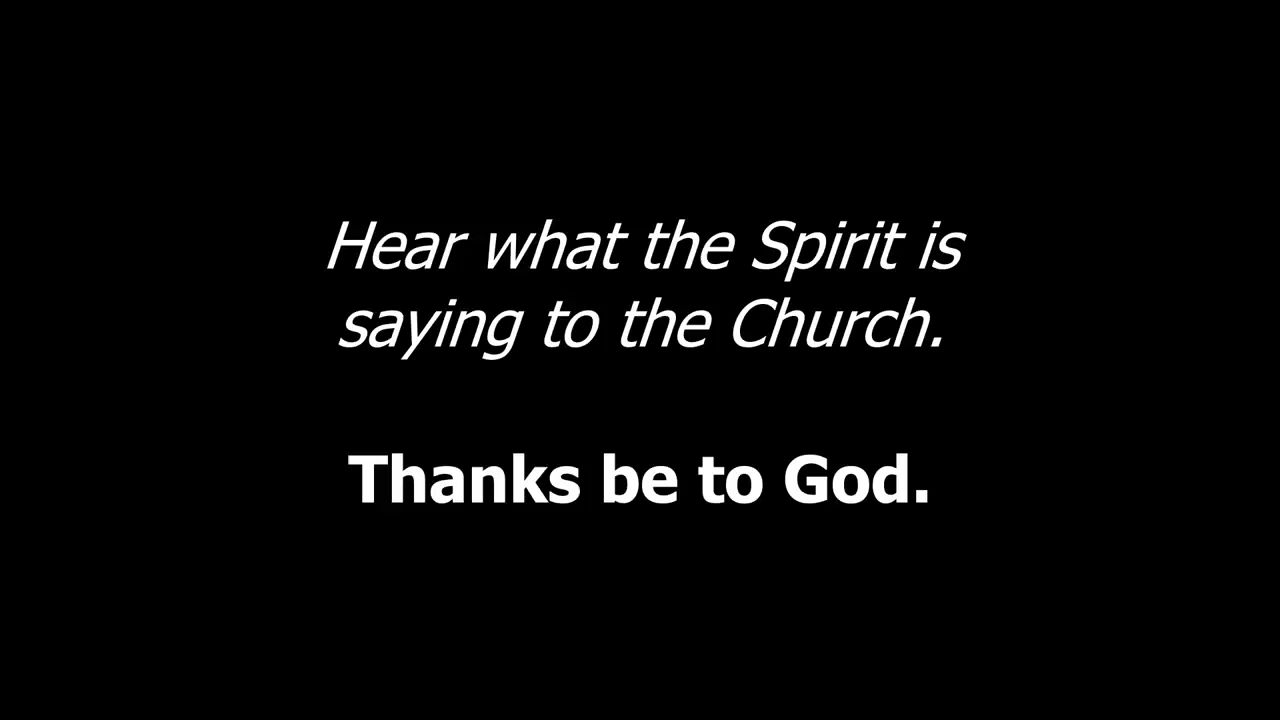 Hear what the Spirit is
saying to the Church.
Thanks be to God.